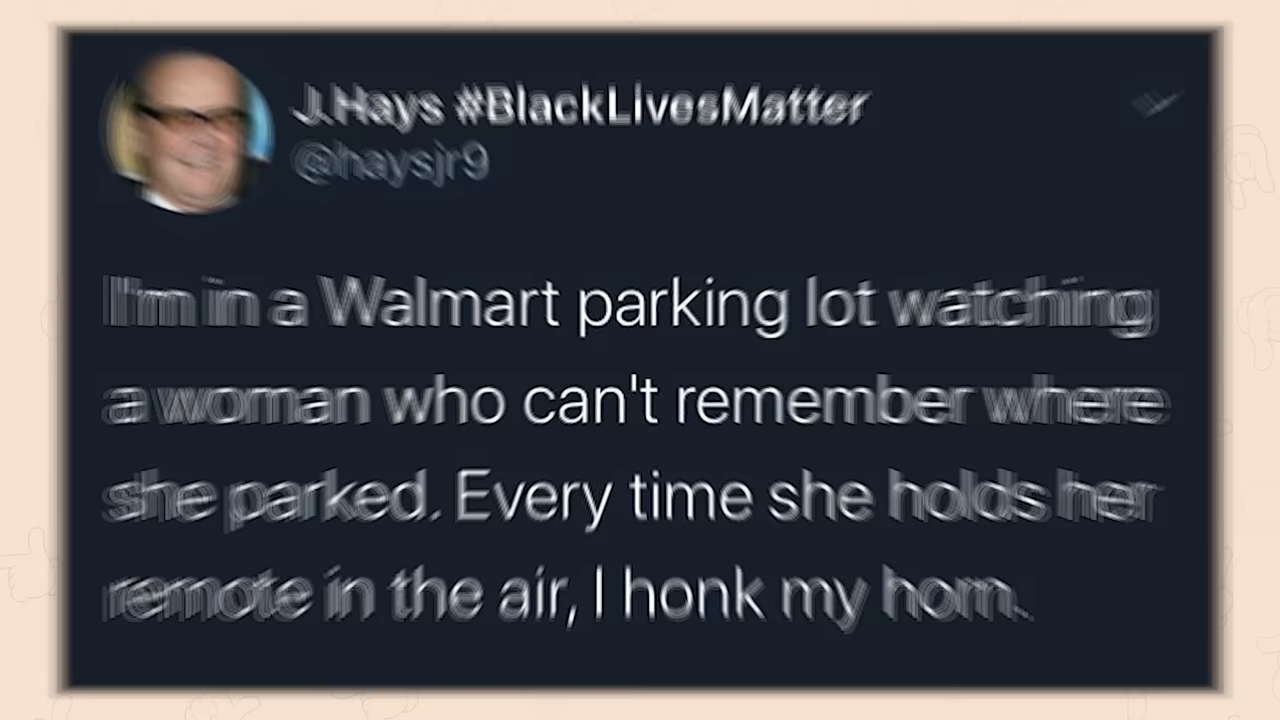 J.Hays #BlackLivesMatter
@haysjr9
I'm in a Walmart parking lot watching
a woman who can't remember where
she parked. Every time she holds her
remote in the air, I honk my horn.